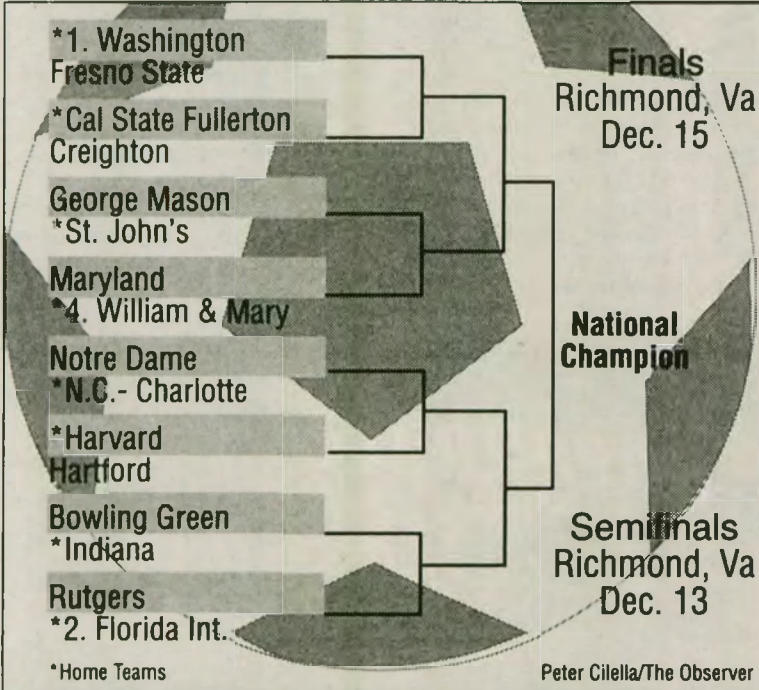 *1. Washington
Fresno State
*Cal State Fullerton
Creighton
George Mason
*St. John's
Maryland
*4. William & Mary
Notre Dame
*N.C.- Charlotte
*Harvard
Hartford
Bowling Green
*Indiana
Rutgers
*2. Florida Int.
*Home Teams
Finals
Richmond, Va
Dec. 15
National
Champion
Semifinals
Richmond, Va
Dec. 13
Peter Cilella/The Observer